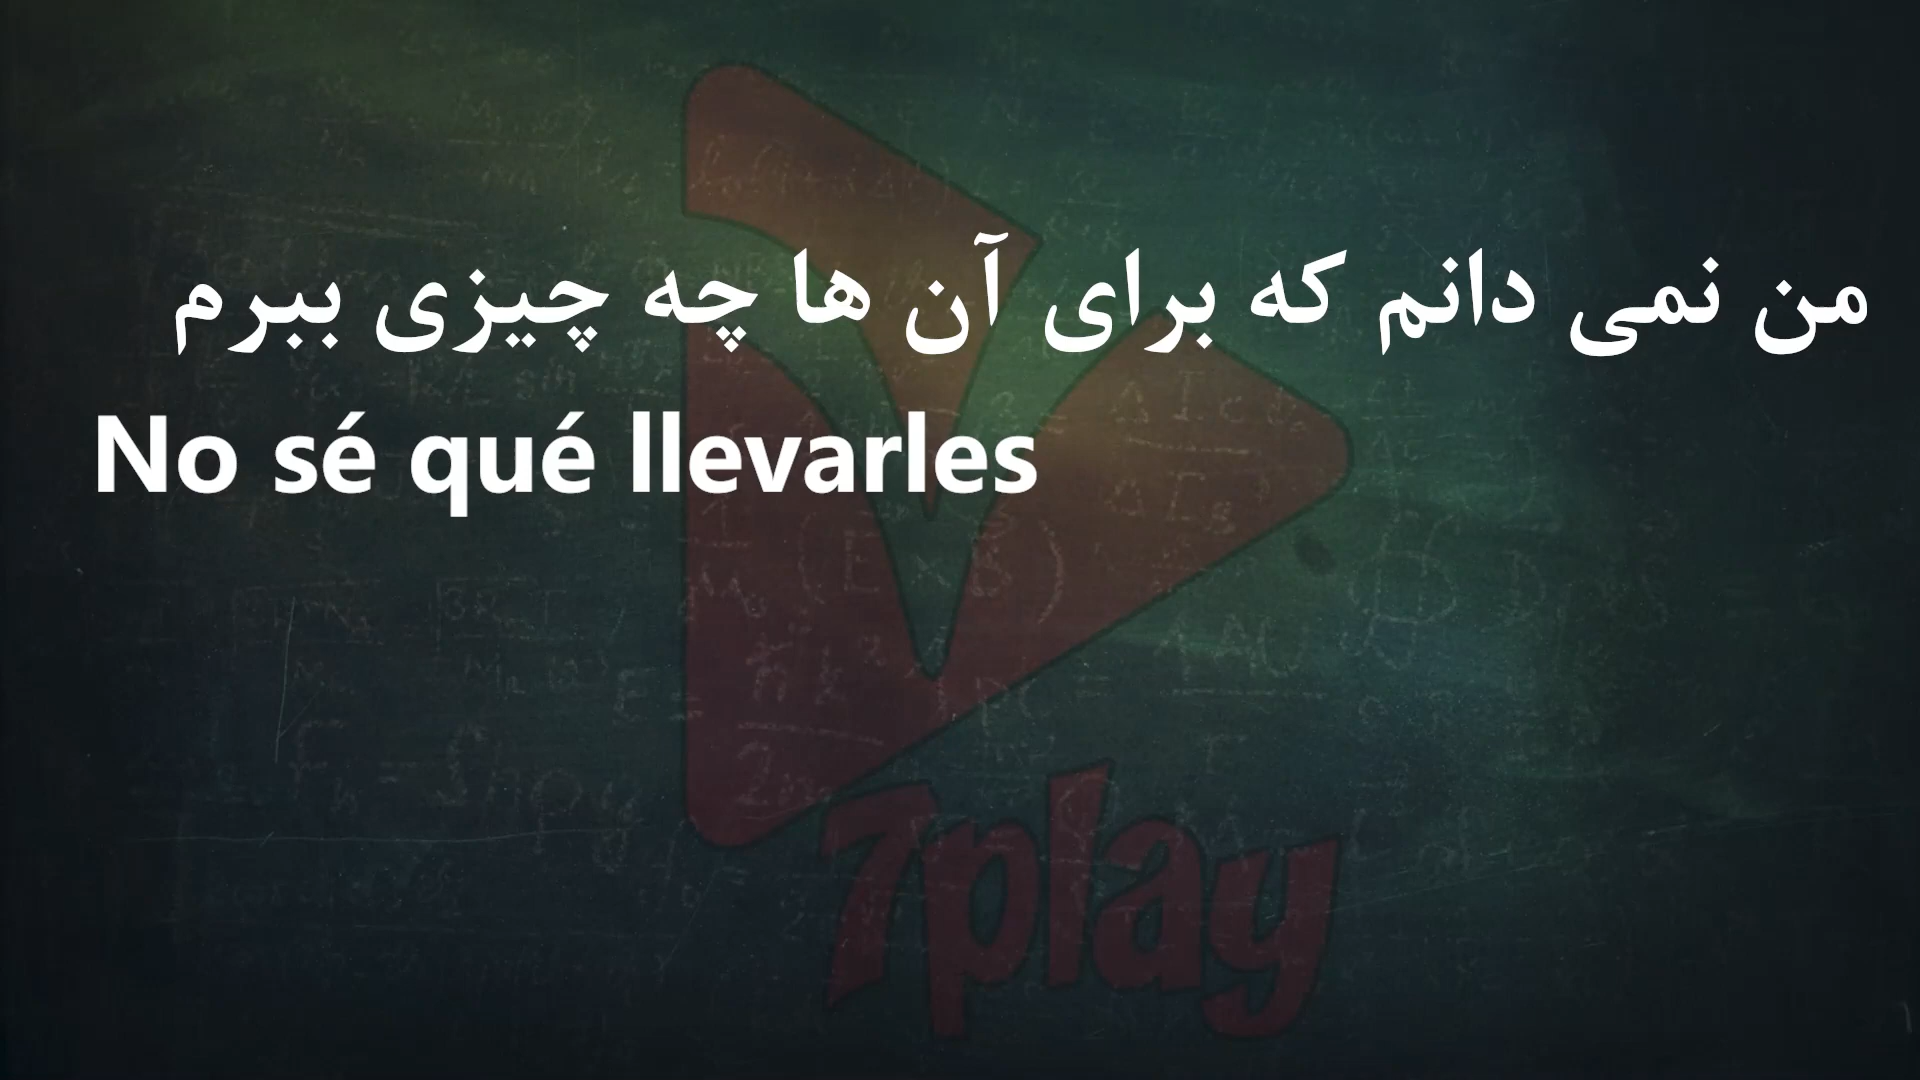 من نمی دانم که برای آن ها چه چیزی ببرم
No sé qué llevarles
7play